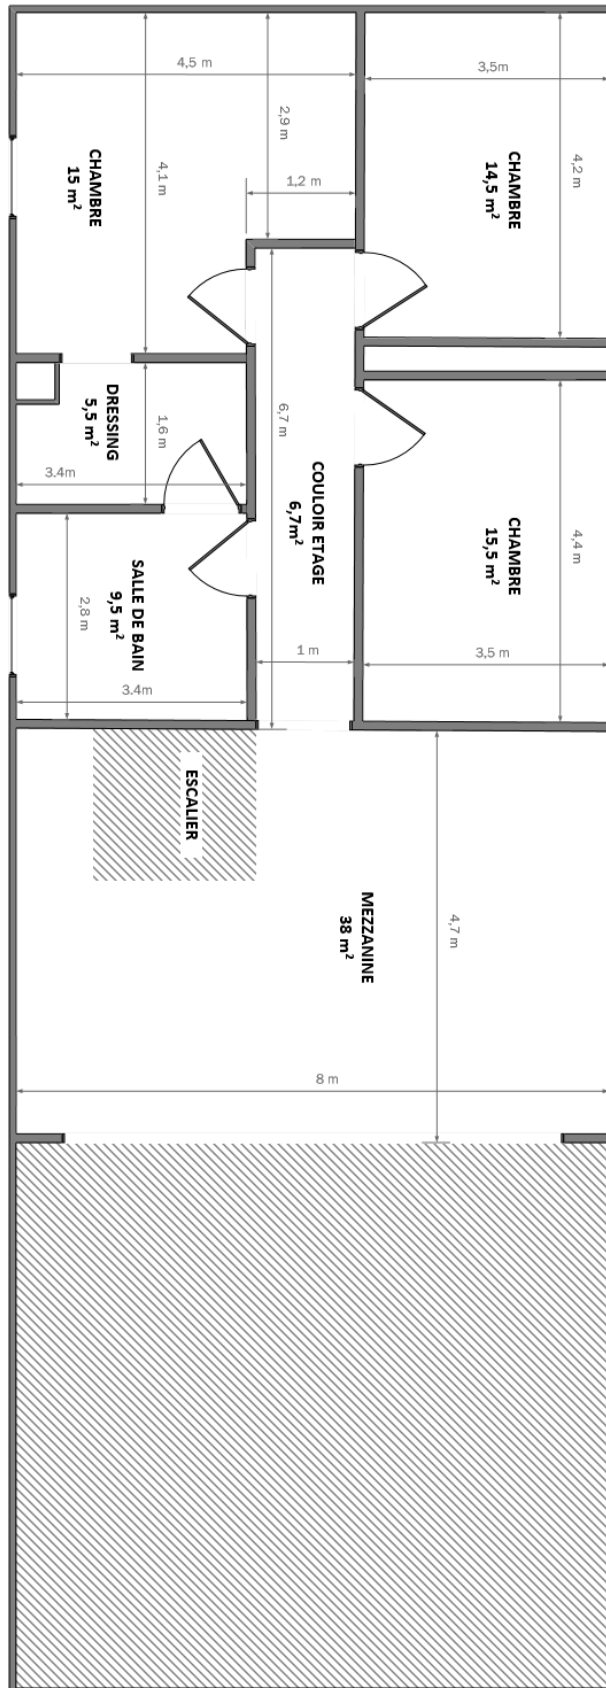 4,5 m
3,5m
2,9 m
4,1 m
4,2 m
1,2 m
CHAMBRE
15 m²
CHAMBRE
14,5 m²
DRESSING
5,5 m²
1,6 m
6,7 m
3.4m
COULOIR ETAGE
6,7m²
CHAMBRE
15,5 m²
4,4 m
SALLE DE BAIN
9,5 m²
2,8 m
1 m
3,5 m
3.4m
ESCALIER
MEZZANINE
38 m²
4,7 m
8 m